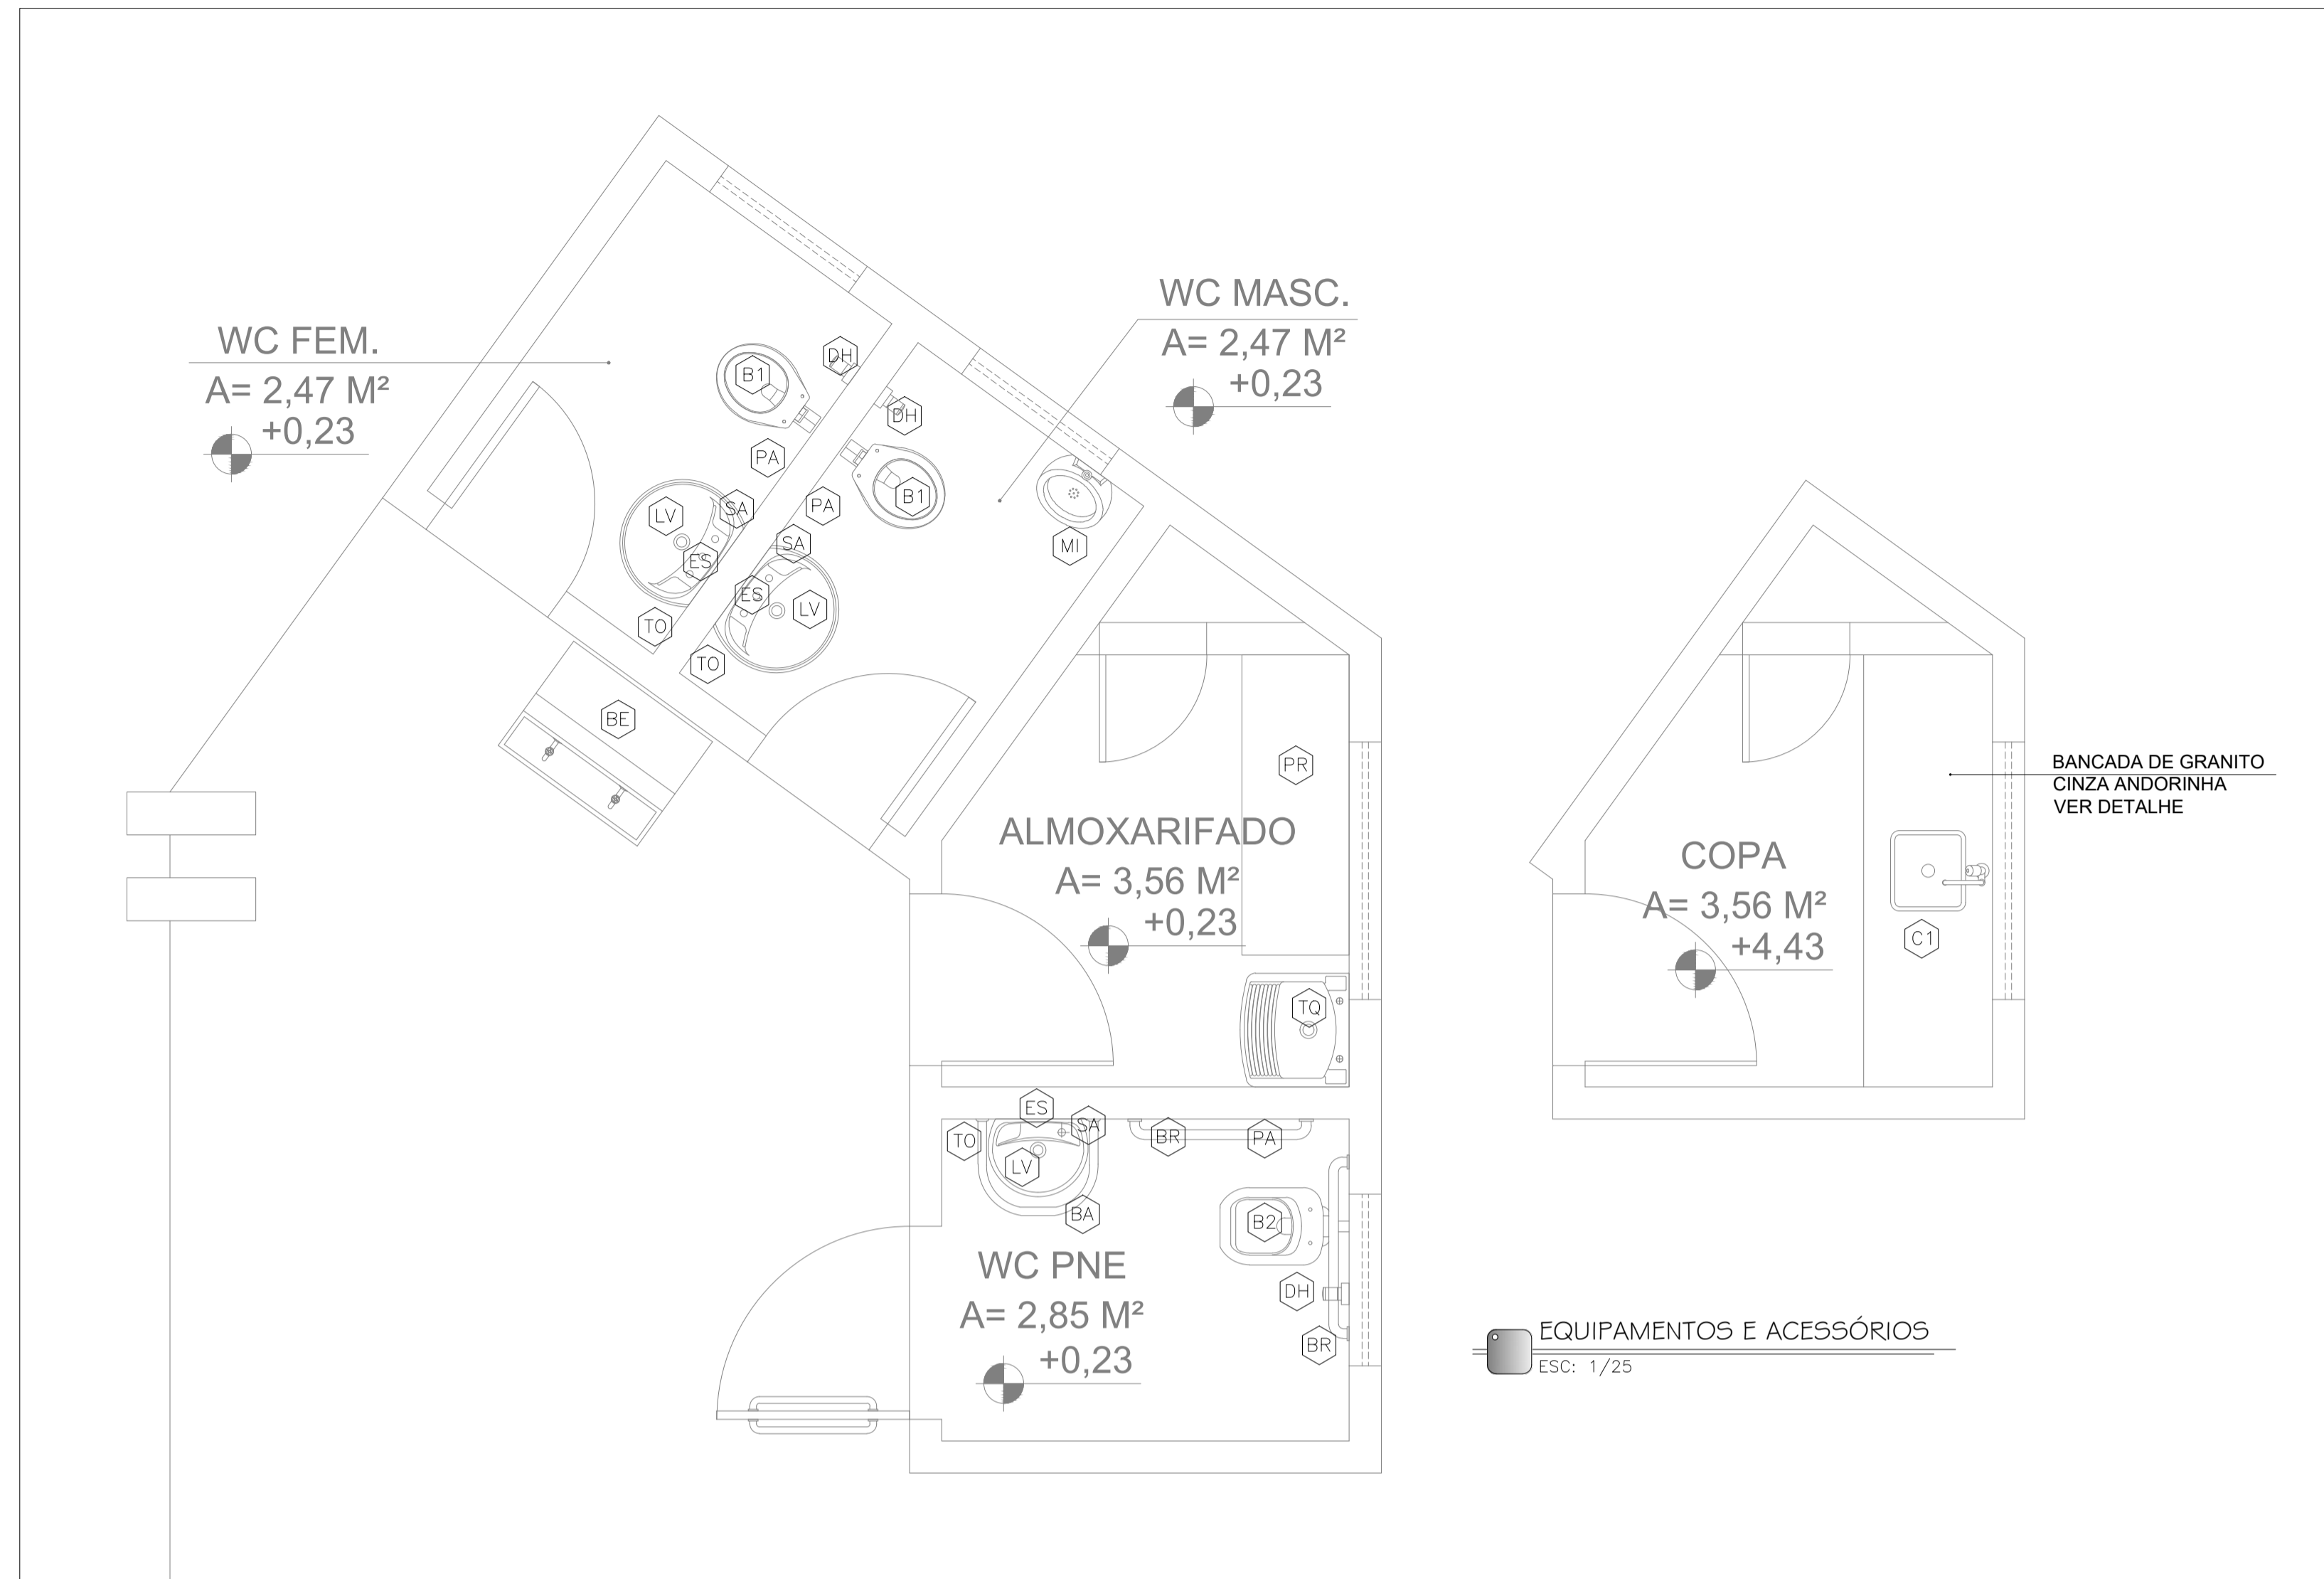 WC FEM.
A= 2,47 M²
+0,23
WC MASC.
A= 2,47 M²
+0,23
DH
B1
DH
PA
B1
PA
SA
LV
SA
MI
ES
ES
LV
TO
TO
BE
PR
ALMOXARIFADO
A= 3,56 M²
+0,23
TQ
BANCADA DE GRANITO
CINZA ANDORINHA
VER DETALHE
COPA
A= 3,56 M²
+4,43
C1
ES
SA
TO
BR
PA
LV
BA
B2
WC PNE
A= 2,85 M²
+0,23
DH
BR
EQUIPAMENTOS E ACESSÓRIOS
ESC: 1/25